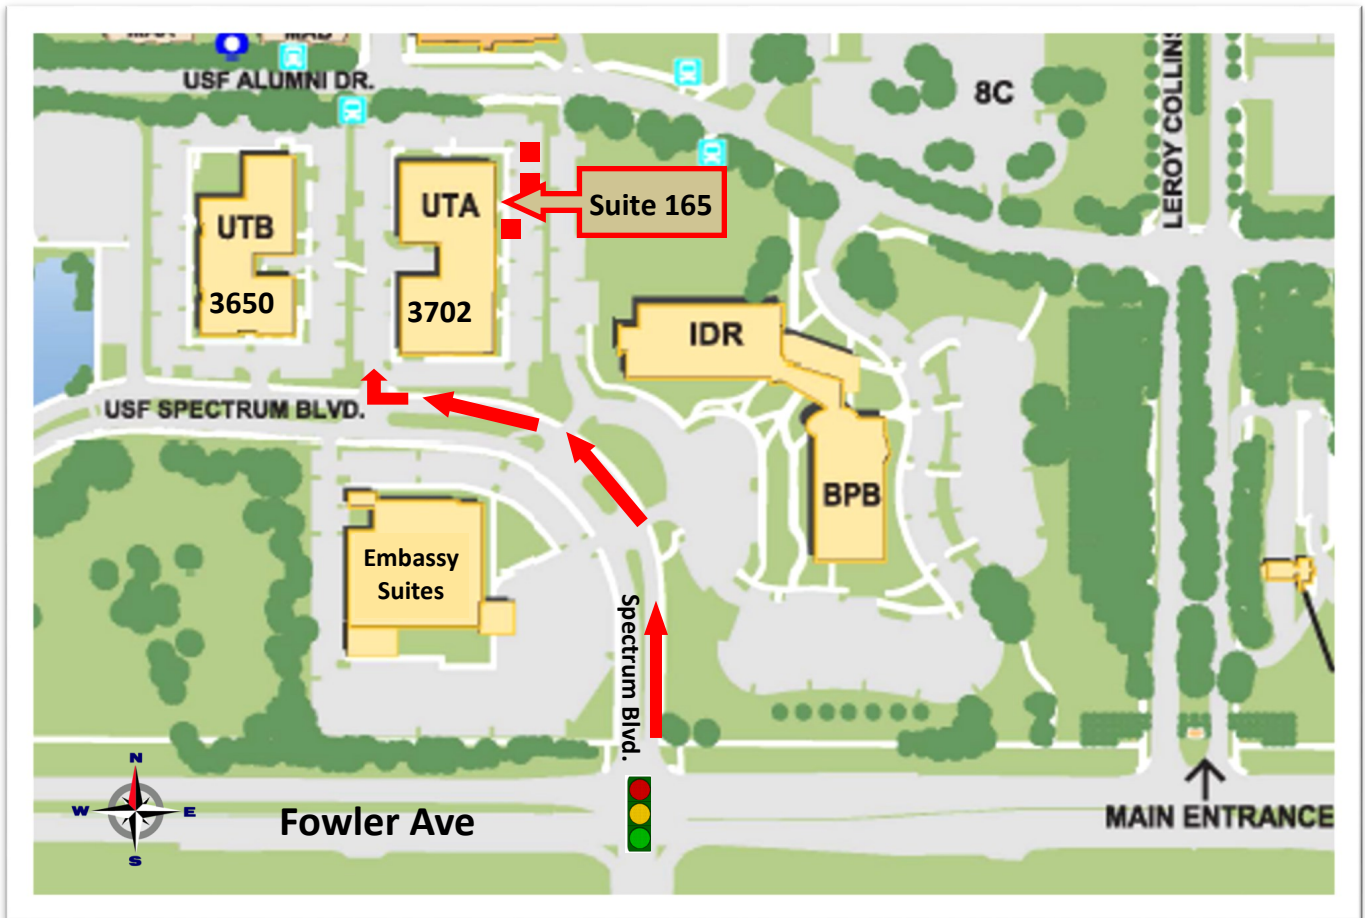 USF ALUMNI DR.
8C
LEROY COLLINS
UTB
3650
UTA
3702
Suite 165
IDR
USF SPECTRUM BLVD.
BPB
Embassy
Suites
Spectrum Blvd.
N
W
E
S
Fowler Ave
MAIN ENTRANCE